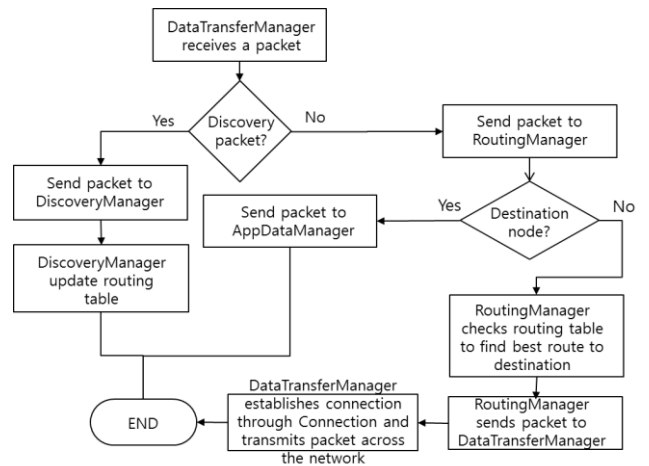 DataTransferManager
receives a packet
Discovery
packet?
Yes
No
Send packet to
RoutingManager
Send packet to
DiscoveryManager
Send packet to
AppDataManager
Yes
Destination
node?
No
DiscoveryManager
update routing
table
RoutingManager
checks routing table
to find best route to
destination
RoutingManager
sends packet to
DataTransferManager
DataTransferManager
establishes connection
through Connection and
transmits packet across
the network
END